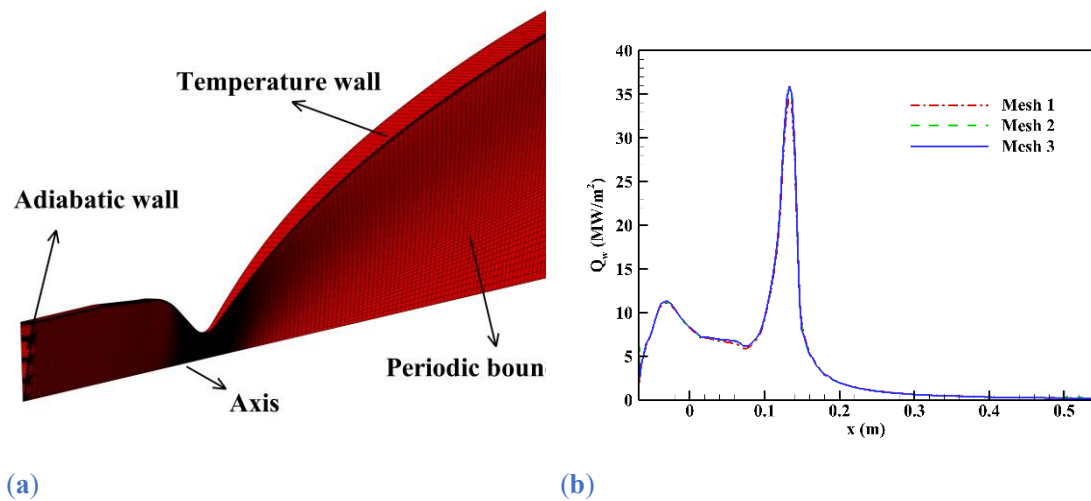 Temperature wall
Adiabatic wall
Periodic boun
Axis
(a)
40
35
30
25
20
15
10
5
0
Q_w (MW/m²)
0
0.1
0.2
0.3
0.4
0.5
x (m)
Mesh 1
Mesh 2
Mesh 3
(b)